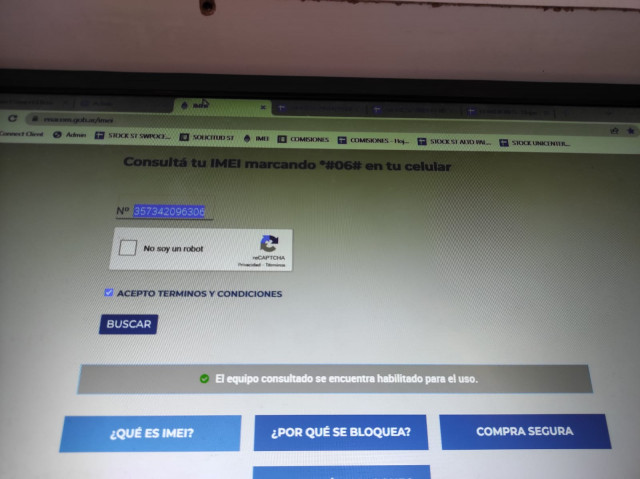 IMEI
enacom.gob.ar/imei
Connect Client Admin STOCK ST SWPOCE... SOLICITUD ST IMEI COMISIONES COMISIONES - Hoj... STOCK ST ALTO PAL... STOCK UNICENTER...
Consultá tu IMEI marcando *#06# en tu celular
Nº 357342096306
No soy un robot
reCAPTCHA
Privacidad - Términos
ACEPTO TERMINOS Y CONDICIONES
BUSCAR
El equipo consultado se encuentra habilitado para el uso.
¿QUÉ ES IMEI? ¿POR QUÉ SE BLOQUEA? COMPRA SEGURA